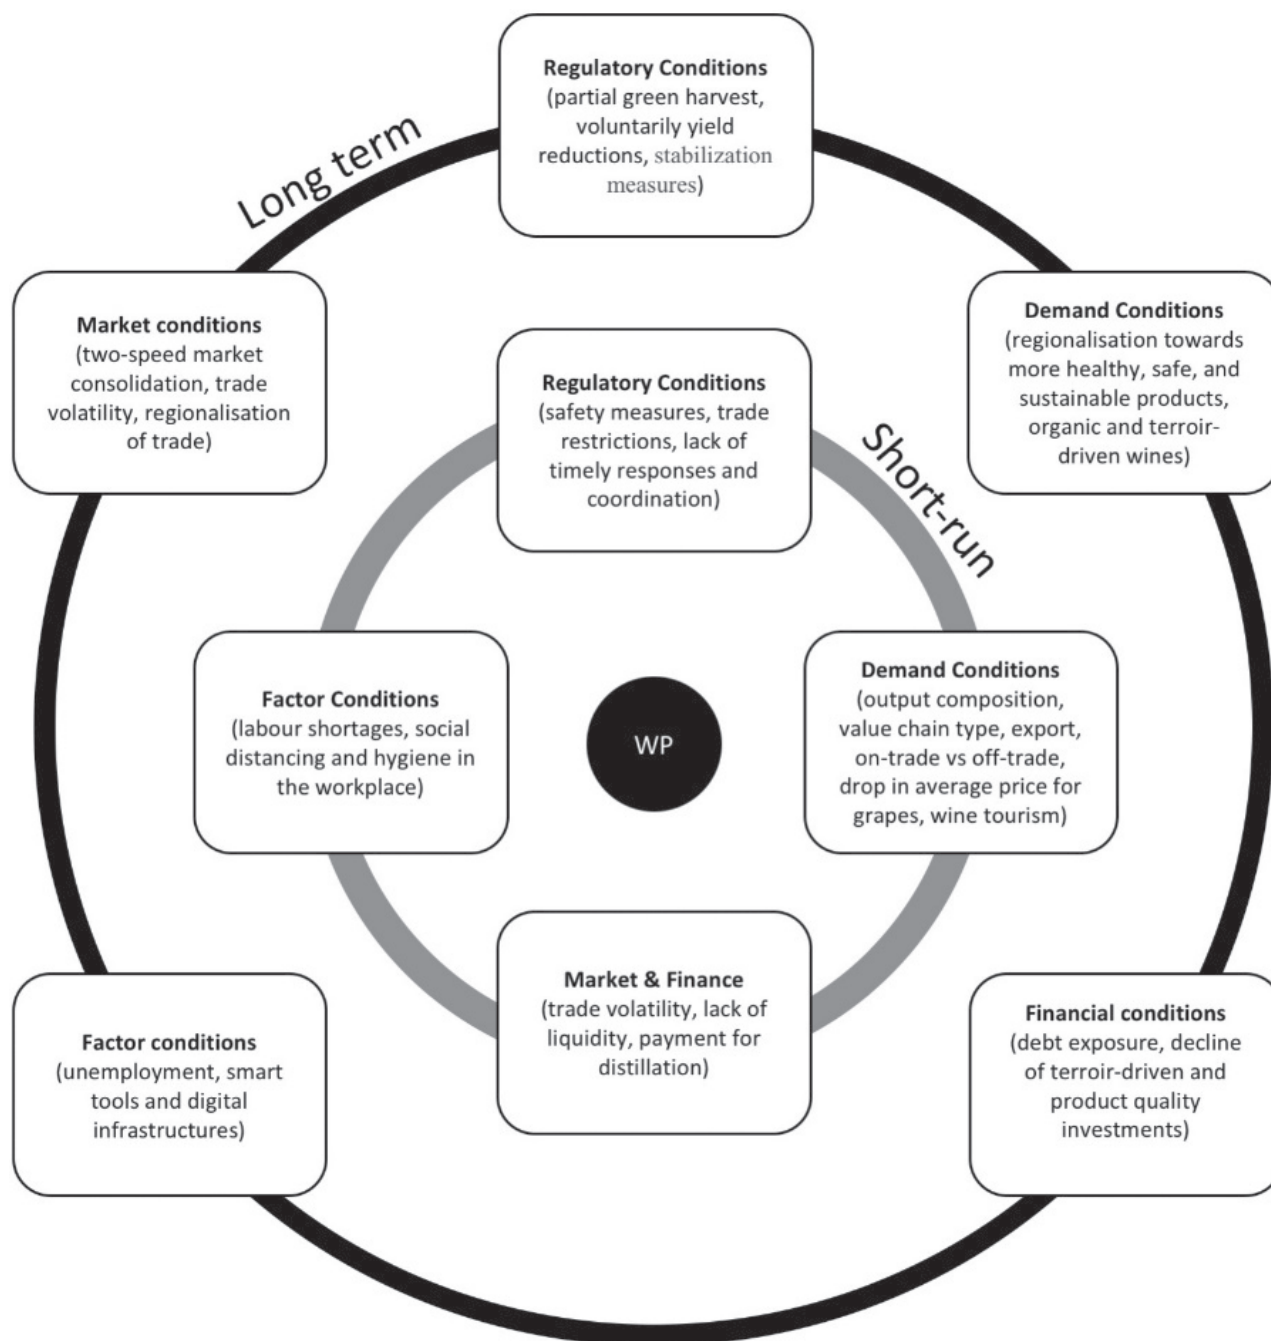 Regulatory Conditions
(partial green harvest,
voluntarily yield
reductions, stabilization
measures)
Long term
Market conditions
(two-speed market
consolidation, trade
volatility, regionalisation
of trade)
Demand Conditions
(regionalisation towards
more healthy, safe, and
sustainable products,
organic and terroir-
driven wines)
Regulatory Conditions
(safety measures, trade
restrictions, lack of
timely responses and
coordination)
Short-run
Factor Conditions
(labour shortages, social
distancing and hygiene in
the workplace)
WP
Demand Conditions
(output composition,
value chain type, export,
on-trade vs off-trade,
drop in average price for
grapes, wine tourism)
Market & Finance
(trade volatility, lack of
liquidity, payment for
distillation)
Factor conditions
(unemployment, smart
tools and digital
infrastructures)
Financial conditions
(debt exposure, decline
of terroir-driven and
product quality
investments)